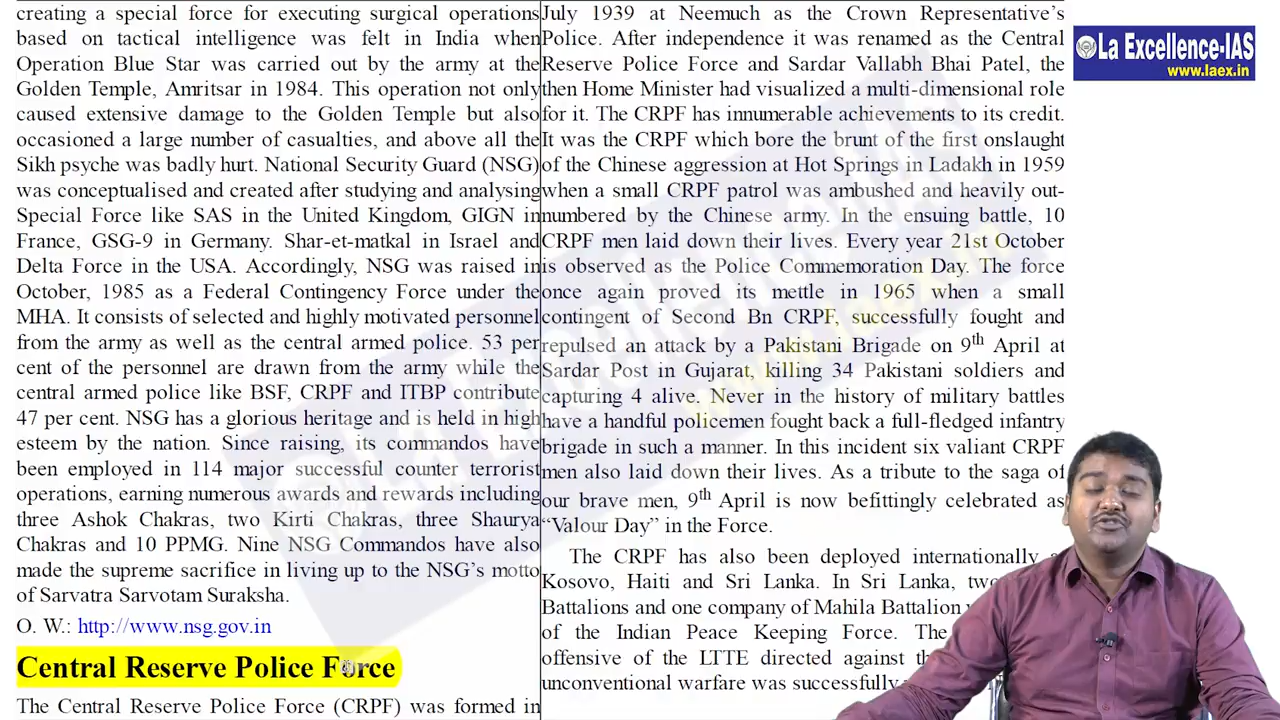 creating a special force for executing surgical operations
based on tactical intelligence was felt in India when
Operation Blue Star was carried out by the army at the
Golden Temple, Amritsar in 1984. This operation not only
caused extensive damage to the Golden Temple but also
occasioned a large number of casualties, and above all the
Sikh psyche was badly hurt. National Security Guard (NSG)
was conceptualised and created after studying and analysing
Special Force like SAS in the United Kingdom, GIGN in
France, GSG-9 in Germany. Shar-et-matkal in Israel and
Delta Force in the USA. Accordingly, NSG was raised in
October, 1985 as a Federal Contingency Force under the
MHA. It consists of selected and highly motivated personnel
from the army as well as the central armed police. 53 per
cent of the personnel are drawn from the army while the
central armed police like BSF, CRPF and ITBP contribute
47 per cent. NSG has a glorious heritage and is held in high
esteem by the nation. Since raising, its commandos have
been employed in 114 major successful counter terrorist
operations, earning numerous awards and rewards including
three Ashok Chakras, two Kirti Chakras, three Shaurya
Chakras and 10 PPMG. Nine NSG Commandos have also
made the supreme sacrifice in living up to the NSG's motto
of Sarvatra Sarvotam Suraksha.
O. W.: http://www.nsg.gov.in
Central Reserve Police Force
The Central Reserve Police Force (CRPF) was formed in
July 1939 at Neemuch as the Crown Representative's
Police. After independence it was renamed as the Central
Reserve Police Force and Sardar Vallabh Bhai Patel, the
then Home Minister had visualized a multi-dimensional role
for it. The CRPF has innumerable achievements to its credit.
It was the CRPF which bore the brunt of the first onslaught
of the Chinese aggression at Hot Springs in Ladakh in 1959
when a small CRPF patrol was ambushed and heavily out-
numbered by the Chinese army. In the ensuing battle, 10
CRPF men laid down their lives. Every year 21st October
is observed as the Police Commemoration Day. The force
once again proved its mettle in 1965 when a small
contingent of Second Bn CRPF, successfully fought and
repulsed an attack by a Pakistani Brigade on 9th April at
Sardar Post in Gujarat, killing 34 Pakistani soldiers and
capturing 4 alive. Never in the history of military battles
have a handful policemen fought back a full-fledged infantry
brigade in such a manner. In this incident six valiant CRPF
men also laid down their lives. As a tribute to the saga of
our brave men, 9th April is now befittingly celebrated as
"Valour Day" in the Force.
The CRPF has also been deployed internationally
Kosovo, Haiti and Sri Lanka. In Sri Lanka, two
Battalions and one company of Mahila Battalion
of the Indian Peace Keeping Force. The
offensive of the LTTE directed against
unconventional warfare was successfully
La Excellence-IAS
www.laex.in